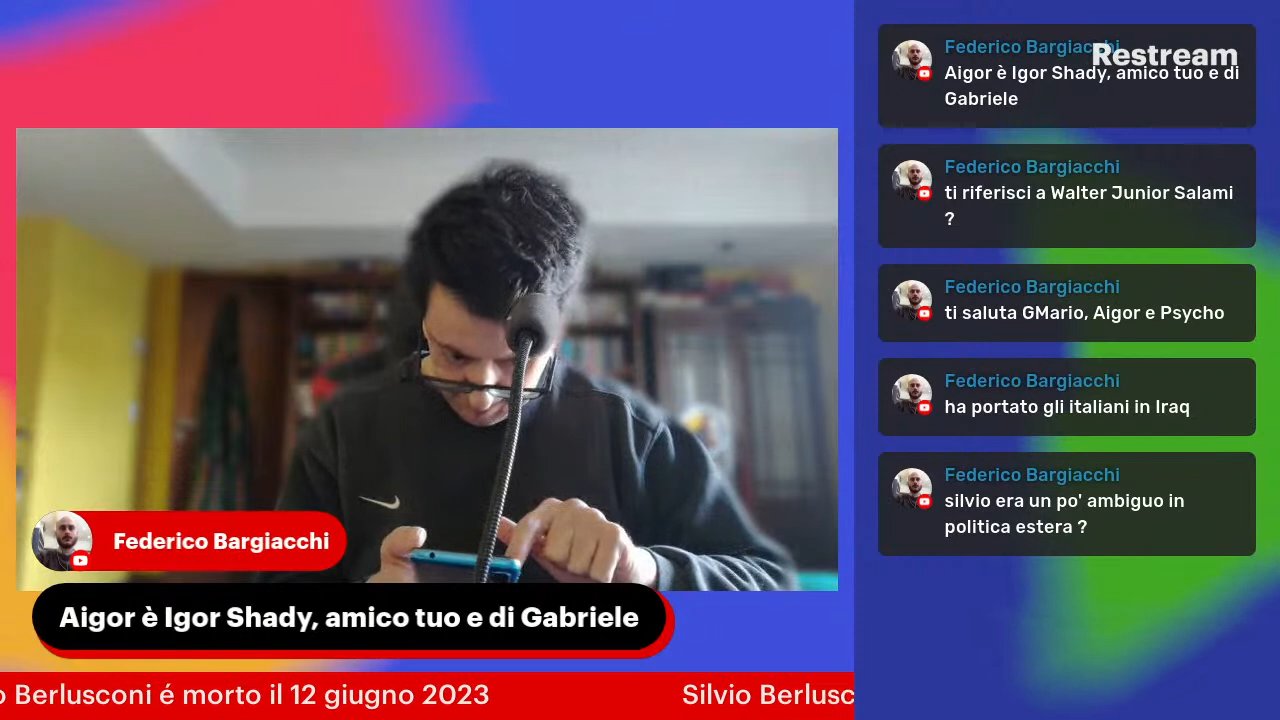 Federico Bargiacchi
Restream
Aigor è Igor Shady, amico tuo e di
Gabriele
Federico Bargiacchi
ti riferisci a Walter Junior Salami
?
Federico Bargiacchi
ti saluta GMario, Aigor e Psycho
Federico Bargiacchi
ha portato gli italiani in Iraq
Federico Bargiacchi
silvio era un po' ambiguo in
politica estera ?
Federico Bargiacchi
Aigor è Igor Shady, amico tuo e di Gabriele
o Berlusconi é morto il 12 giugno 2023
Silvio Berlusc